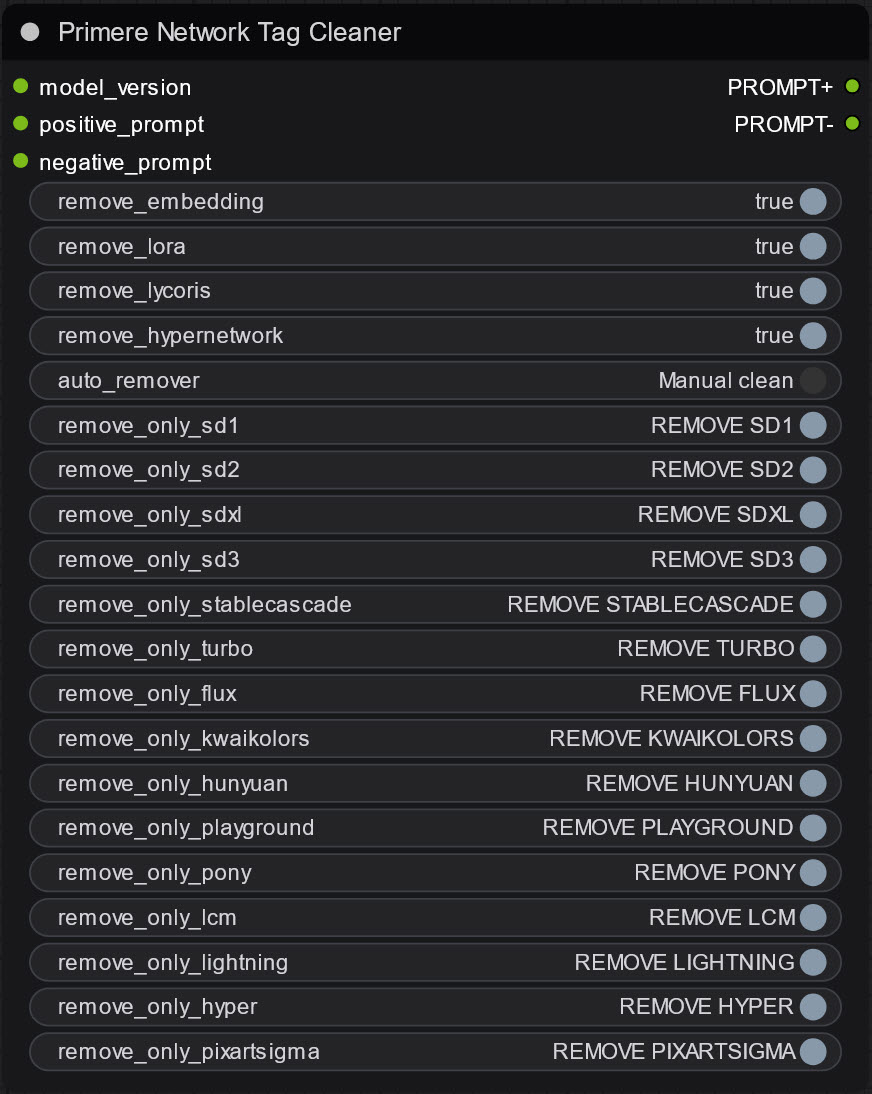 Primere Network Tag Cleaner
model_version PROMPT+
positive_prompt PROMPT-
negative_prompt
remove_embedding true
remove_lora true
remove_lycoris true
remove_hypernetwork true
auto_remover Manual clean
remove_only_sd1 REMOVE SD1
remove_only_sd2 REMOVE SD2
remove_only_sdxl REMOVE SDXL
remove_only_sd3 REMOVE SD3
remove_only_stablecascade REMOVE STABLECASCADE
remove_only_turbo REMOVE TURBO
remove_only_flux REMOVE FLUX
remove_only_kwaikolors REMOVE KWAIKOLORS
remove_only_hunyuan REMOVE HUNYUAN
remove_only_playground REMOVE PLAYGROUND
remove_only_pony REMOVE PONY
remove_only_lcm REMOVE LCM
remove_only_lightning REMOVE LIGHTNING
remove_only_hyper REMOVE HYPER
remove_only_pixartsigma REMOVE PIXARTSIGMA